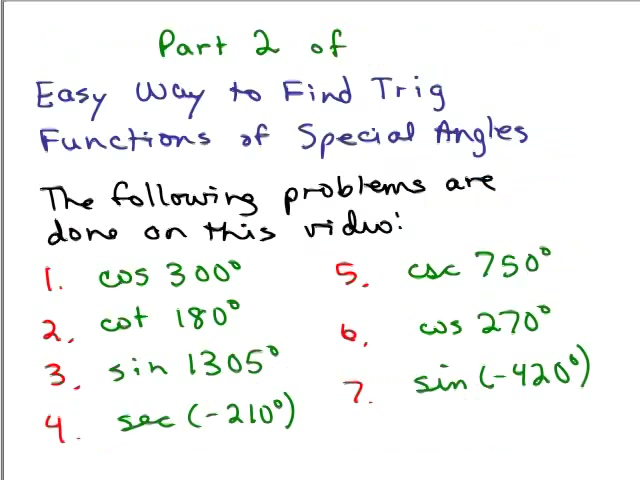 Part 2 of
Easy Way to Find Trig
Functions of Special Angles
The following problems are
done on this video:
1. cos 300°
2. cot 180°
3. sin 1305°
4. sec (-210°)
5. csc 750°
6. cos 270°
7. sin (-420°)